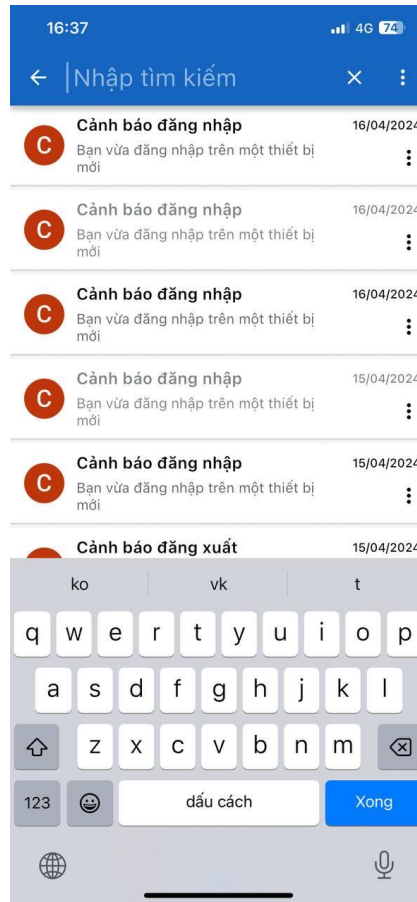 16:37
4G 74
Nhập tìm kiếm
Cảnh báo đăng nhập 16/04/2024
C
Bạn vừa đăng nhập trên một thiết bị
mới
Cảnh báo đăng nhập 16/04/2024
C
Bạn vừa đăng nhập trên một thiết bị
mới
Cảnh báo đăng nhập 16/04/2024
C
Bạn vừa đăng nhập trên một thiết bị
mới
Cảnh báo đăng nhập 15/04/2024
C
Bạn vừa đăng nhập trên một thiết bị
mới
Cảnh báo đăng nhập 15/04/2024
C
Bạn vừa đăng nhập trên một thiết bị
mới
Cảnh báo đăng xuất 15/04/2024
ko vk t
q w e r t y u i o p
a s d f g h j k l
z x c v b n m
123 dấu cách Xong